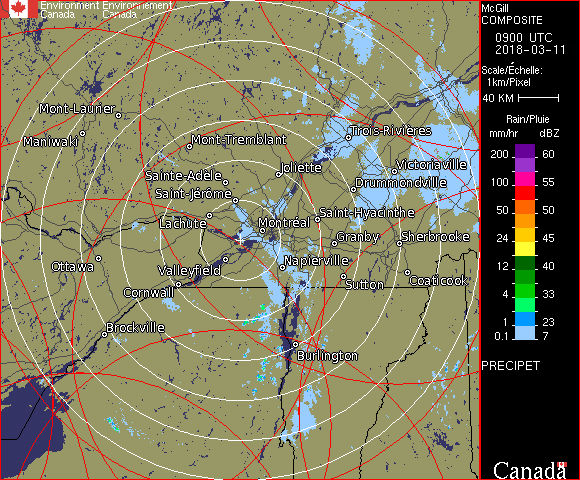 Environment Environnement
Canada Canada
McGill
COMPOSITE
0900 UTC
2018-03-11
Scale/Échelle:
1km/Pixel
40 KM
Rain/Pluie
mm/hr dBZ
200 60
100 55
50 50
24 45
12 40
4 33
1 23
0.1 7
PRECIPET
Canada
Mont-Laurier
Maniwaki
Mont-Tremblant
Trois-Rivières
Joliette
Victoriaville
Sainte-Adèle
Drummondville
Saint-Jérôme
Saint-Hyacinthe
Lachute
Montréal
Granby
Sherbrooke
Ottawa
Valleyfield
Napierville
Sutton
Coaticook
Cornwall
Brockville
Burlington